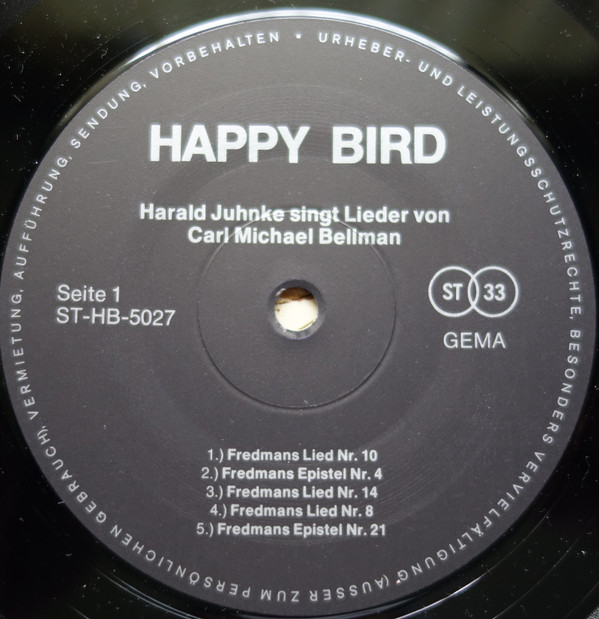 URHEBER- UND LEISTUNGSSCHUTZRECHTE, BESONDERS VERVIELFÄLTIGUNG (AUSSER ZUM PERSÖNLICHEN GEBRAUCH), VERMIETUNG, AUFFÜHRUNG, SENDUNG, VORBEHALTEN *
HAPPY BIRD
Harald Juhnke singt Lieder von
Carl Michael Bellman
Seite 1
ST-HB-5027
ST 33
GEMA
1.) Fredmans Lied Nr. 10
2.) Fredmans Epistel Nr. 4
3.) Fredmans Lied Nr. 14
4.) Fredmans Lied Nr. 8
5.) Fredmans Epistel Nr. 21